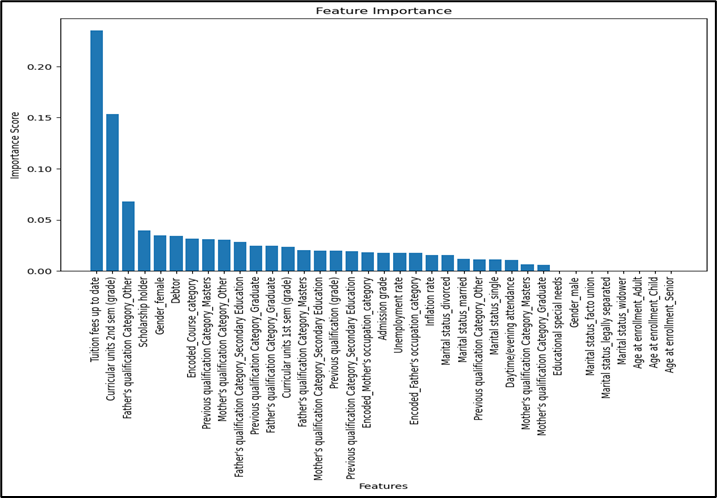 Feature Importance
0.20
0.15
0.10
0.05
0.00
Importance Score
Tuition fees up to date
Curricular units 2nd sem (grade)
Father's qualification Category_Other
Scholarship holder
Gender_female
Debtor
Encoded_Course_category
Previous qualification Category_Masters
Mother's qualification Category_Other
Father's qualification Category_Secondary Education
Previous qualification Category_Graduate
Father's qualification Category_Graduate
Curricular units 1st sem (grade)
Father's qualification Category_Masters
Mother's qualification Category_Secondary Education
Previous qualification (grade)
Previous qualification Category_Secondary Education
Encoded_Mother's occupation_category
Admission grade
Unemployment rate
Encoded_Father's occupation_category
Inflation rate
Marital status_divorced
Marital status_married
Previous qualification Category_Other
Marital status_single
Daytime/evening attendance
Mother's qualification Category_Masters
Mother's qualification Category_Graduate
Educational special needs
Gender_male
Marital status_facto union
Marital status_legally separated
Marital status_widower
Age at enrollment_Adult
Age at enrollment_Child
Age at enrollment_Senior
Features